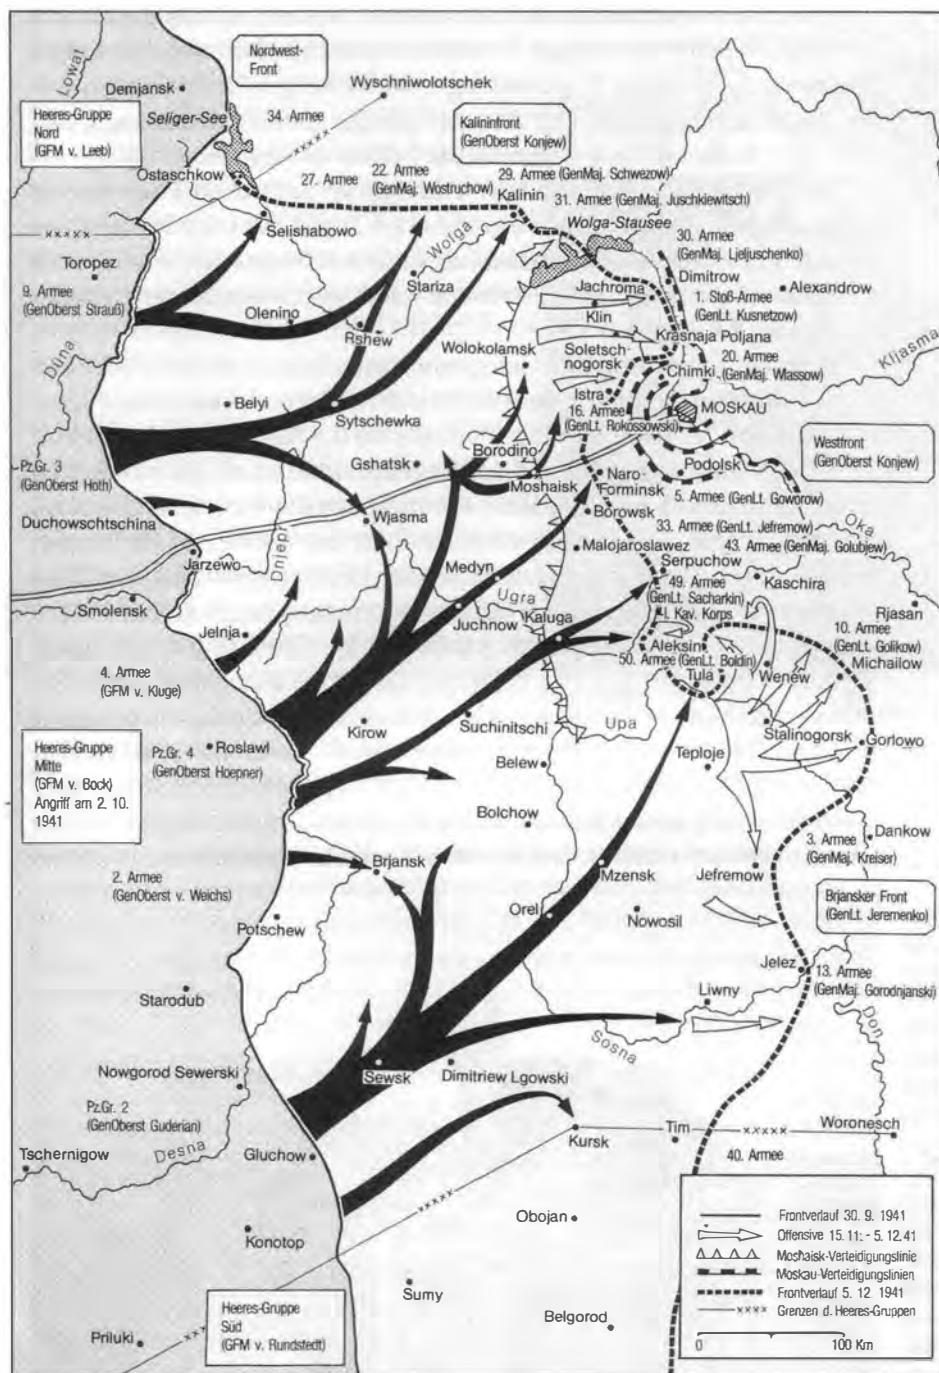 Nordwest-
Front
Lowat
Demjansk
Wyschniwolotschek
Seliger-See
34. Armee
Heeres-Gruppe
Nord
(GFM v. Leeb)
Kalininfront
(GenOberst Konjew)
Ostaschkow
27. Armee
22. Armee
(GenMaj. Wostruchow)
29. Armee (GenMaj. Schwezow)
Kalinin
31. Armee (GenMaj. Juschkiewitsch)
Wolga-Stausee
Selishabowo
Wolga
30. Armee
(GenMaj. Ljeljuschenko)
xxxxx
Toropez
Stariza
Dimitrow
Alexandrow
9. Armee
(GenOberst Strauß)
Jachroma
1. Stoß-Armee
(GenLt. Kusnetzow)
Olenino
Rshew
Klin
Krasnaja Poljana
Düna
Wolokolamsk
Soletsch-
nogorsk
20. Armee
(GenMaj. Wlassow)
Kljasma
Chimki
Belyi
Sytschewka
Istra
16. Armee
(GenLt. Rokossowski)
MOSKAU
Pz.Gr. 3
(GenOberst Hoth)
Gshatsk
Borodino
Moshaisk
Naro-
Forminsk
Podolsk
Westfront
(GenOberst Konjew)
5. Armee (GenLt. Goworow)
Duchowschtschina
Wjasma
Borowsk
33. Armee (GenLt. Jefremow)
Oka
Dniepr
Malojaroslawez
43. Armee (GenMaj. Golubjew)
Jarzewo
Medyn
Serpuchow
Smolensk
Ugra
49. Armee
(GenLt. Sacharkin)
Kaschira
Rjasan
Juchnow
Kaluga
I. Kav. Korps
Jelnja
Aleksin
10. Armee
(GenLt. Golikow)
4. Armee
(GFM v. Kluge)
50. Armee (GenLt. Boldin)
Tula
Wenew
Michailow
Suchinitschi
Kirow
Upa
Stalinogorsk
Gorlowo
Heeres-Gruppe
Mitte
(GFM v. Bock)
Angriff am 2. 10.
1941
Roslawl
Pz.Gr. 4
(GenOberst Hoepner)
Belew
Teploje
Bolchow
Dankow
3. Armee
(GenMaj. Kreiser)
Brjansk
Mzensk
Jefremow
2. Armee
(GenOberst v. Weichs)
Brjansker Front
(GenLt. Jeremenko)
Orel
Nowosil
Potschew
Jelez
13. Armee
(GenMaj. Gorodnjanski)
Starodub
Liwny
Don
Sosna
Nowgorod Sewerski
Sewsk
Dimitriew Lgowski
Pz.Gr. 2
(GenOberst Guderian)
Kursk
Tim
xxxxx
Woronesch
Desna
Tschernigow
Gluchow
40. Armee
xxxxx
Obojan
Konotop
Sumy
Belgorod
Heeres-Gruppe
Süd
(GFM v. Rundstedt)
Priluki
xxxx
Frontverlauf 30. 9. 1941
Offensive 15.11. - 5.12.41
Moshaisk-Verteidigungslinie
Moskau-Verteidigungslinien
Frontverlauf 5. 12. 1941
xxxx Grenzen d. Heeres-Gruppen
0 100 Km